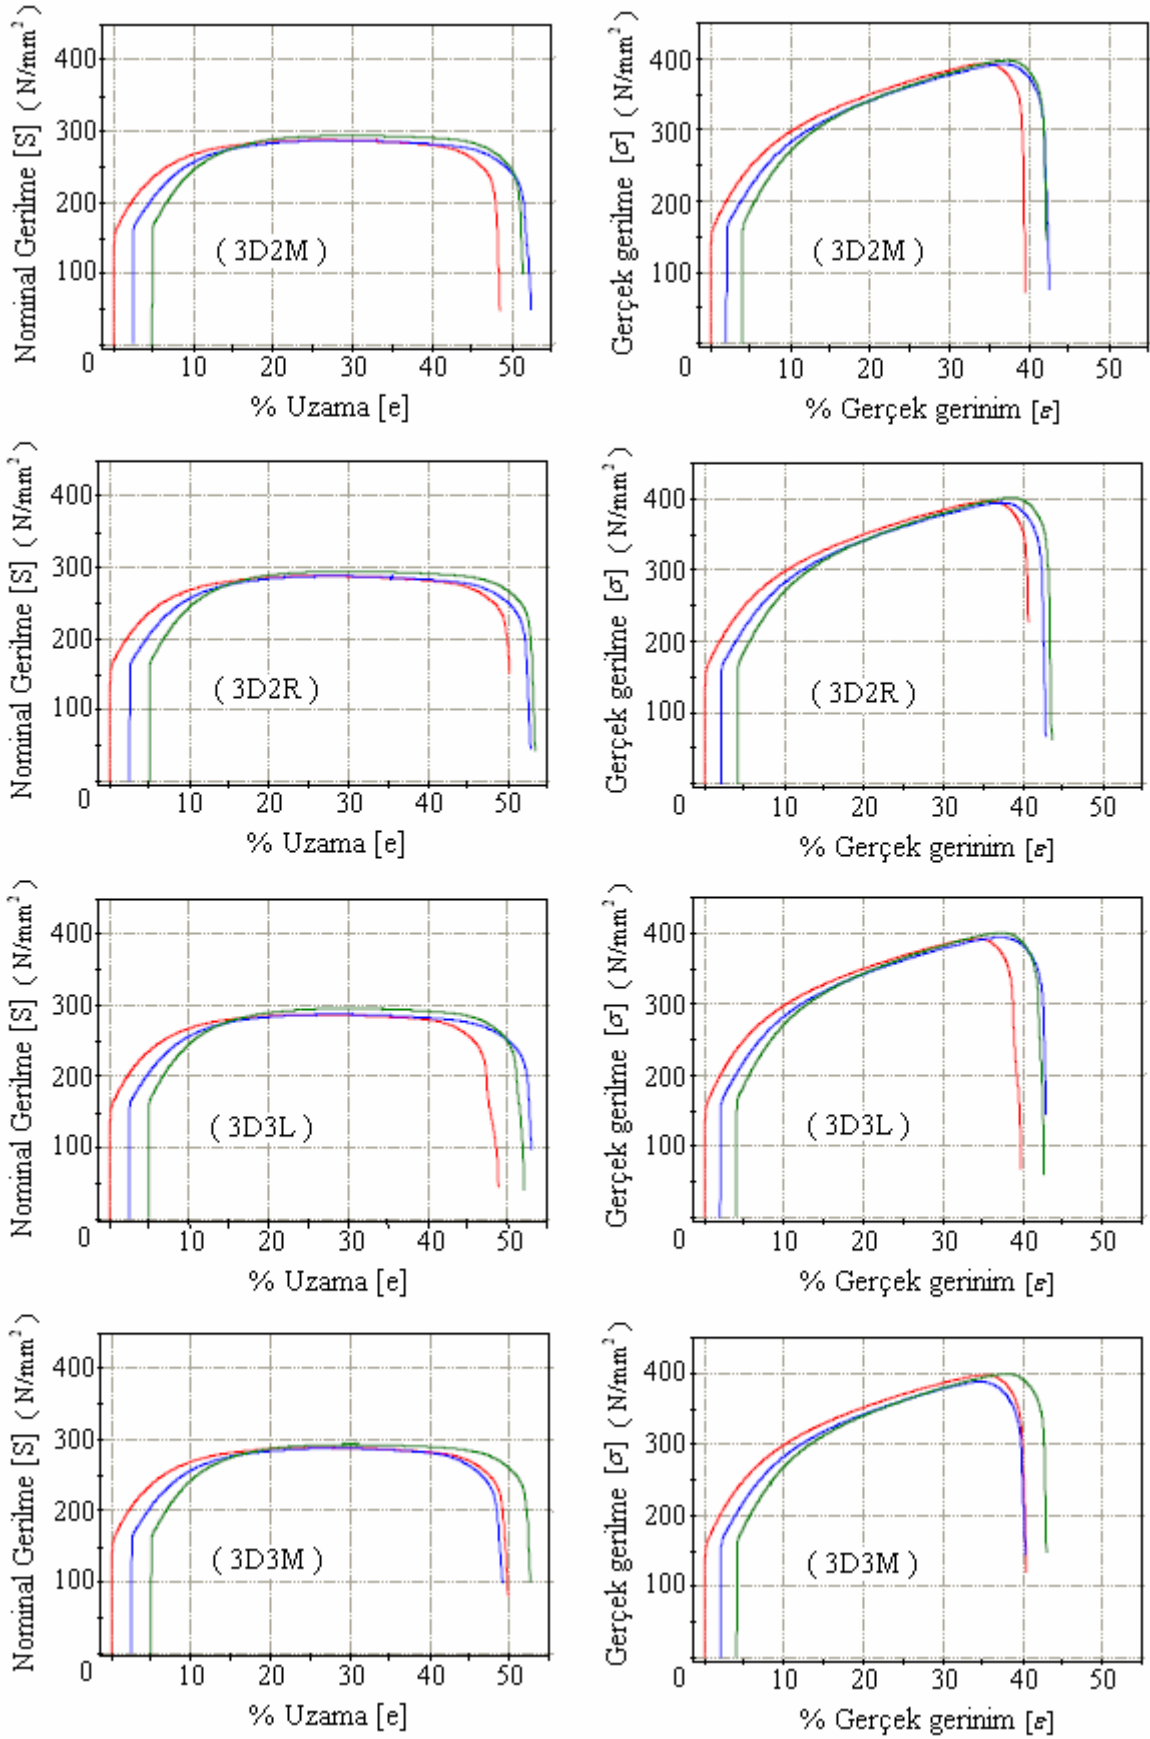 Nominal Gerilme [S] ( N/mm² )
400
300
200
100
0
( 3D2M )
10 20 30 40 50
% Uzama [e]
Gerçek gerilme [σ] ( N/mm² )
400
300
200
100
0
( 3D2M )
10 20 30 40 50
% Gerçek gerinim [ε]
Nominal Gerilme [S] ( N/mm² )
400
300
200
100
0
( 3D2R )
10 20 30 40 50
% Uzama [e]
Gerçek gerilme [σ] ( N/mm² )
400
300
200
100
0
( 3D2R )
10 20 30 40 50
% Gerçek gerinim [ε]
Nominal Gerilme [S] ( N/mm² )
400
300
200
100
0
( 3D3L )
10 20 30 40 50
% Uzama [e]
Gerçek gerilme [σ] ( N/mm² )
400
300
200
100
0
( 3D3L )
10 20 30 40 50
% Gerçek gerinim [ε]
Nominal Gerilme [S] ( N/mm² )
400
300
200
100
0
( 3D3M )
10 20 30 40 50
% Uzama [e]
Gerçek gerilme [σ] ( N/mm² )
400
300
200
100
0
( 3D3M )
10 20 30 40 50
% Gerçek gerinim [ε]